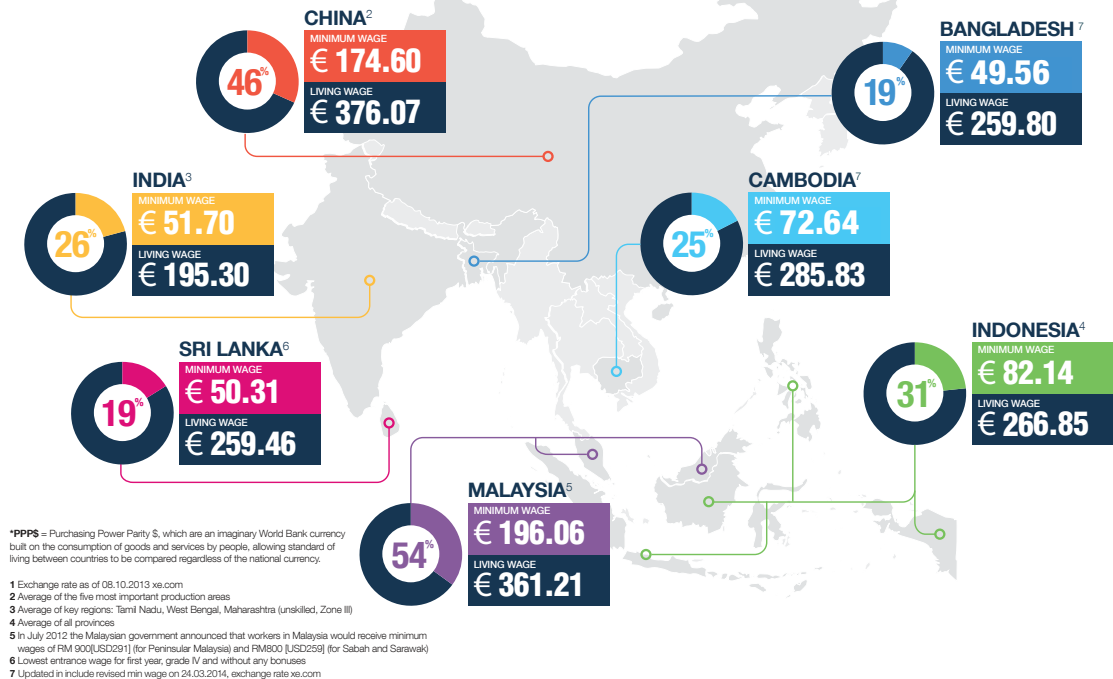 CHINA²
MINIMUM WAGE
€ 174.60
46%
LIVING WAGE
€ 376.07
BANGLADESH ⁷
MINIMUM WAGE
€ 49.56
19%
LIVING WAGE
€ 259.80
INDIA³
MINIMUM WAGE
€ 51.70
26%
LIVING WAGE
€ 195.30
CAMBODIA⁷
MINIMUM WAGE
€ 72.64
25%
LIVING WAGE
€ 285.83
SRI LANKA⁶
MINIMUM WAGE
€ 50.31
19%
LIVING WAGE
€ 259.46
INDONESIA⁴
MINIMUM WAGE
€ 82.14
31%
LIVING WAGE
€ 266.85
MALAYSIA⁵
MINIMUM WAGE
€ 196.06
54%
LIVING WAGE
€ 361.21
*PPP$ = Purchasing Power Parity $, which are an imaginary World Bank currency
built on the consumption of goods and services by people, allowing standard of
living between countries to be compared regardless of the national currency.
1 Exchange rate as of 08.10.2013 xe.com
2 Average of the five most important production areas
3 Average of key regions: Tamil Nadu, West Bengal, Maharashtra (unskilled, Zone III)
4 Average of all provinces
5 In July 2012 the Malaysian government announced that workers in Malaysia would receive minimum
wages of RM 900[USD291] (for Peninsular Malaysia) and RM800 [USD259] (for Sabah and Sarawak)
6 Lowest entrance wage for first year, grade IV and without any bonuses
7 Updated in include revised min wage on 24.03.2014, exchange rate xe.com